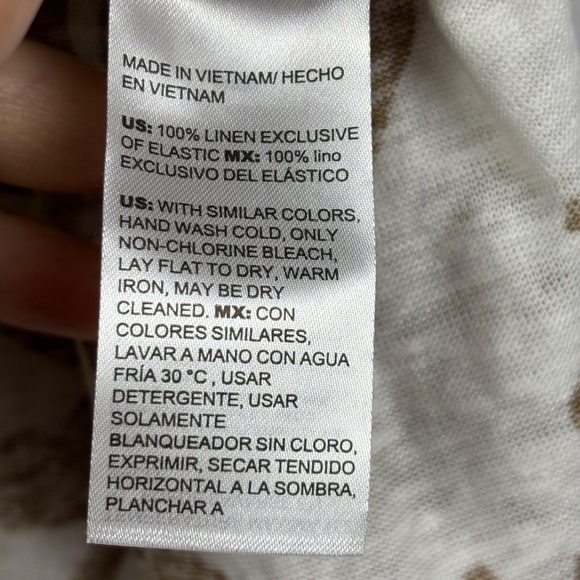 MADE IN VIETNAM/ HECHO
EN VIETNAM
US: 100% LINEN EXCLUSIVE
OF ELASTIC MX: 100% lino
EXCLUSIVO DEL ELÁSTICO
US: WITH SIMILAR COLORS,
HAND WASH COLD, ONLY
NON-CHLORINE BLEACH,
LAY FLAT TO DRY, WARM
IRON, MAY BE DRY
CLEANED. MX: CON
COLORES SIMILARES,
LAVAR A MANO CON AGUA
FRÍA 30 °C , USAR
DETERGENTE, USAR
SOLAMENTE
BLANQUEADOR SIN CLORO,
EXPRIMIR, SECAR TENDIDO
HORIZONTAL A LA SOMBRA,
PLANCHAR A